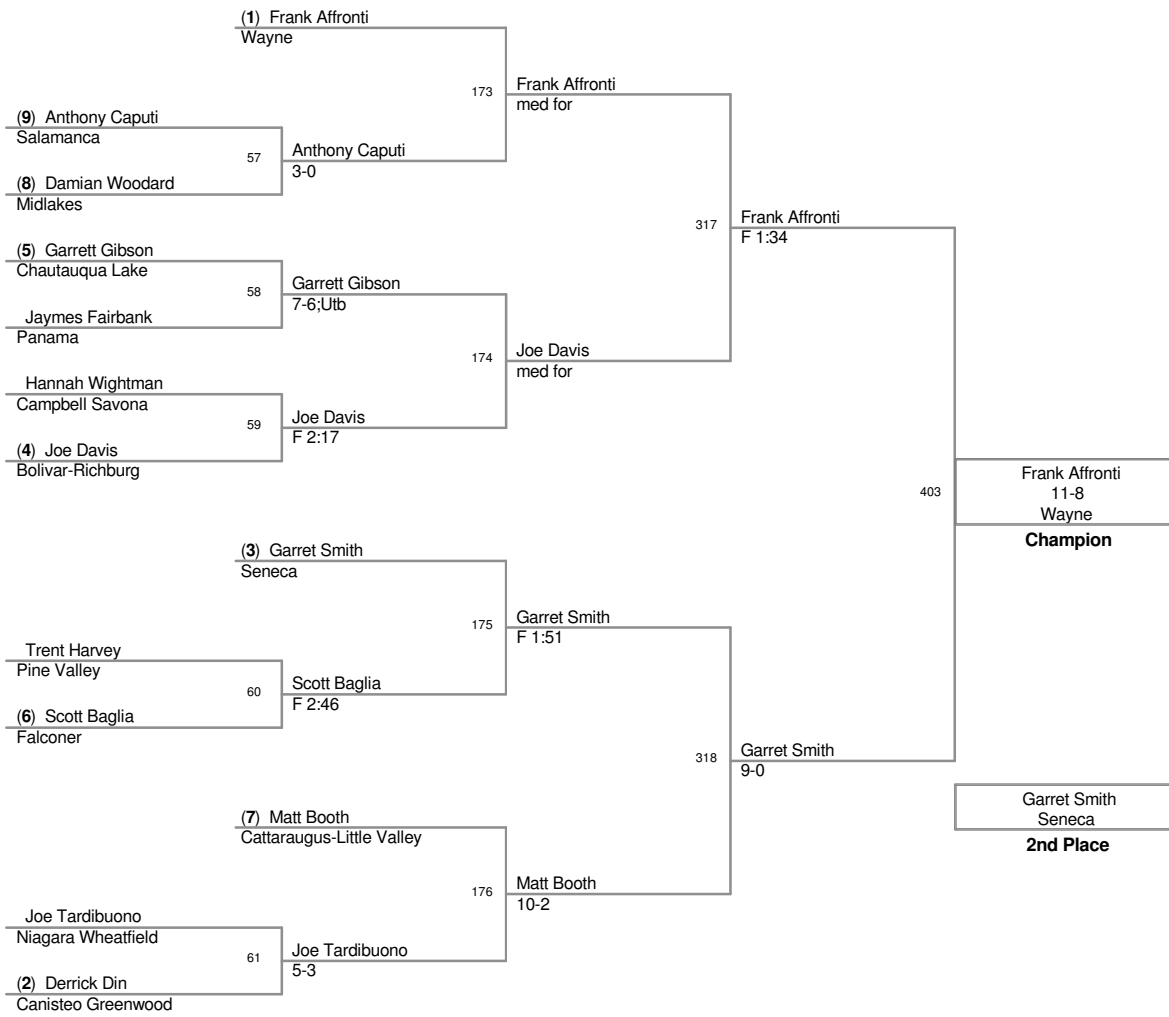 (1) Frank Affronti
Wayne
173
Frank Affronti
med for
(9) Anthony Caputi
Salamanca
57
Anthony Caputi
3-0
(8) Damian Woodard
Midlakes
317
Frank Affronti
F 1:34
(5) Garrett Gibson
Chautauqua Lake
58
Garrett Gibson
7-6;Utb
Jaymes Fairbank
Panama
174
Joe Davis
med for
Hannah Wightman
Campbell Savona
59
Joe Davis
F 2:17
(4) Joe Davis
Bolivar-Richburg
403
Frank Affronti
11-8
Wayne
Champion
(3) Garret Smith
Seneca
175
Garret Smith
F 1:51
Trent Harvey
Pine Valley
60
Scott Baglia
F 2:46
(6) Scott Baglia
Falconer
318
Garret Smith
9-0
Garret Smith
Seneca
2nd Place
(7) Matt Booth
Cattaraugus-Little Valley
176
Matt Booth
10-2
Joe Tardibuono
Niagara Wheatfield
61
Joe Tardibuono
5-3
(2) Derrick Din
Canisteo Greenwood